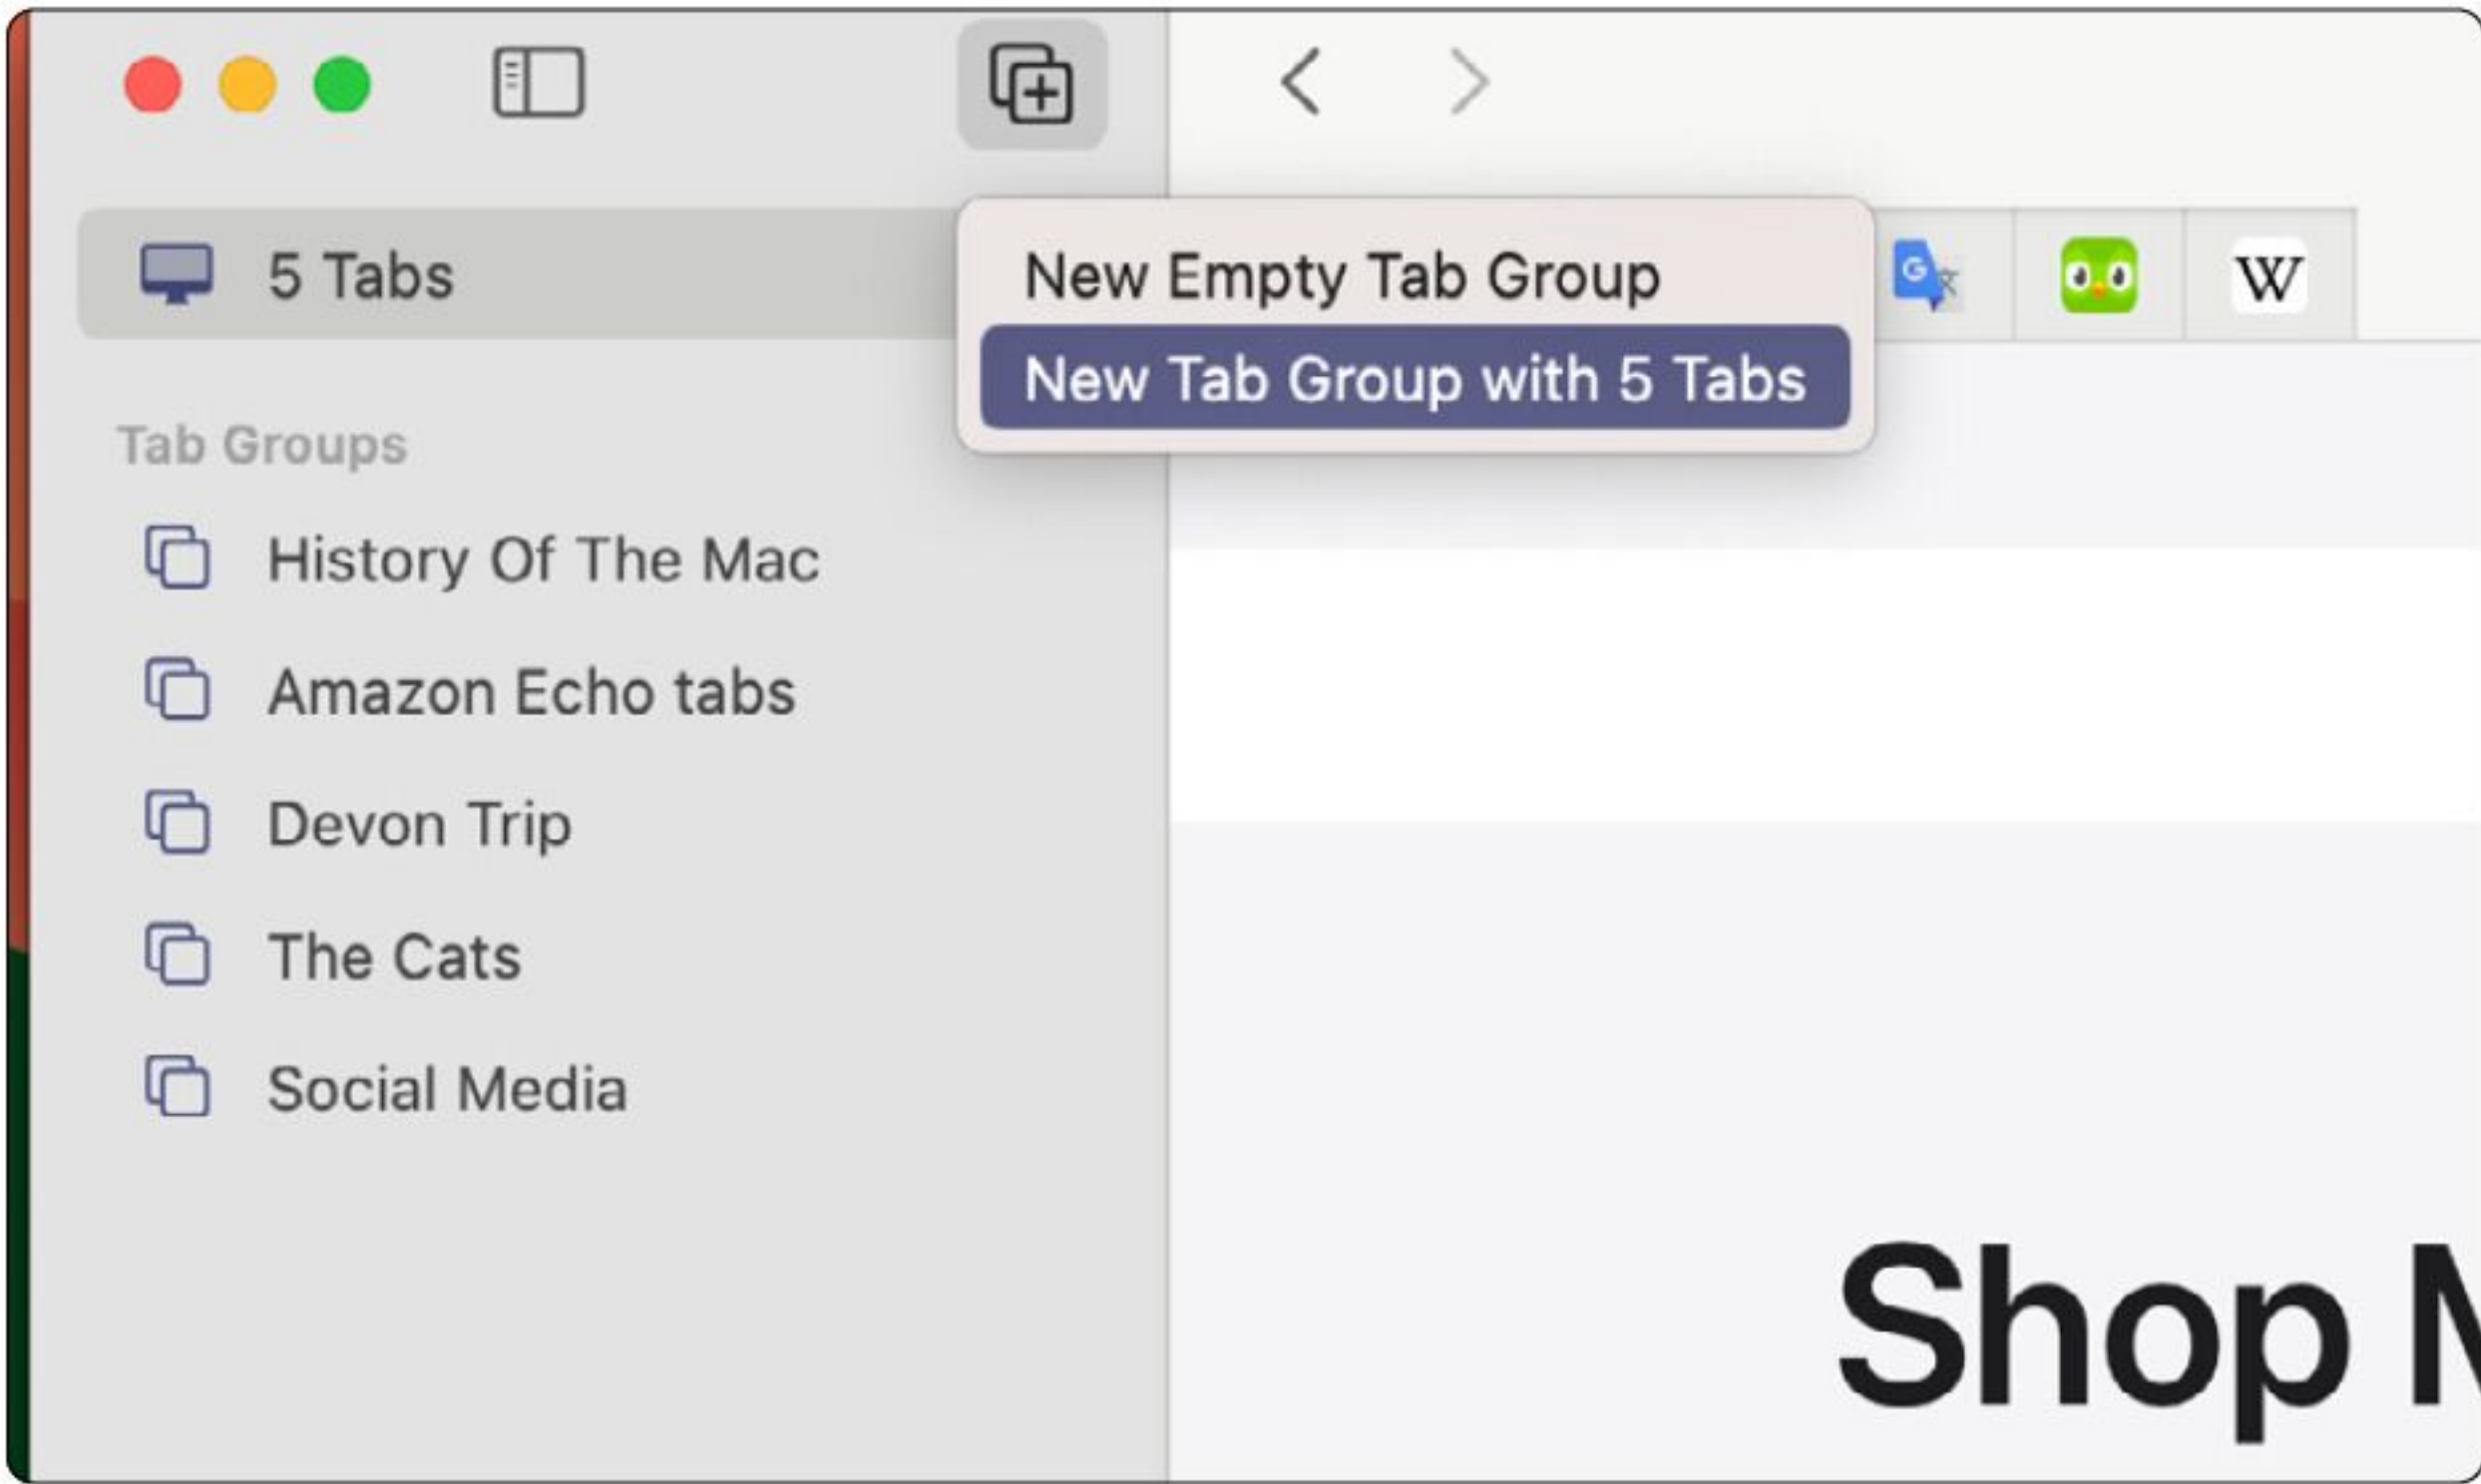 5 Tabs
New Empty Tab Group
New Tab Group with 5 Tabs
G
W
Tab Groups
History Of The Mac
Amazon Echo tabs
Devon Trip
The Cats
Social Media
Shop